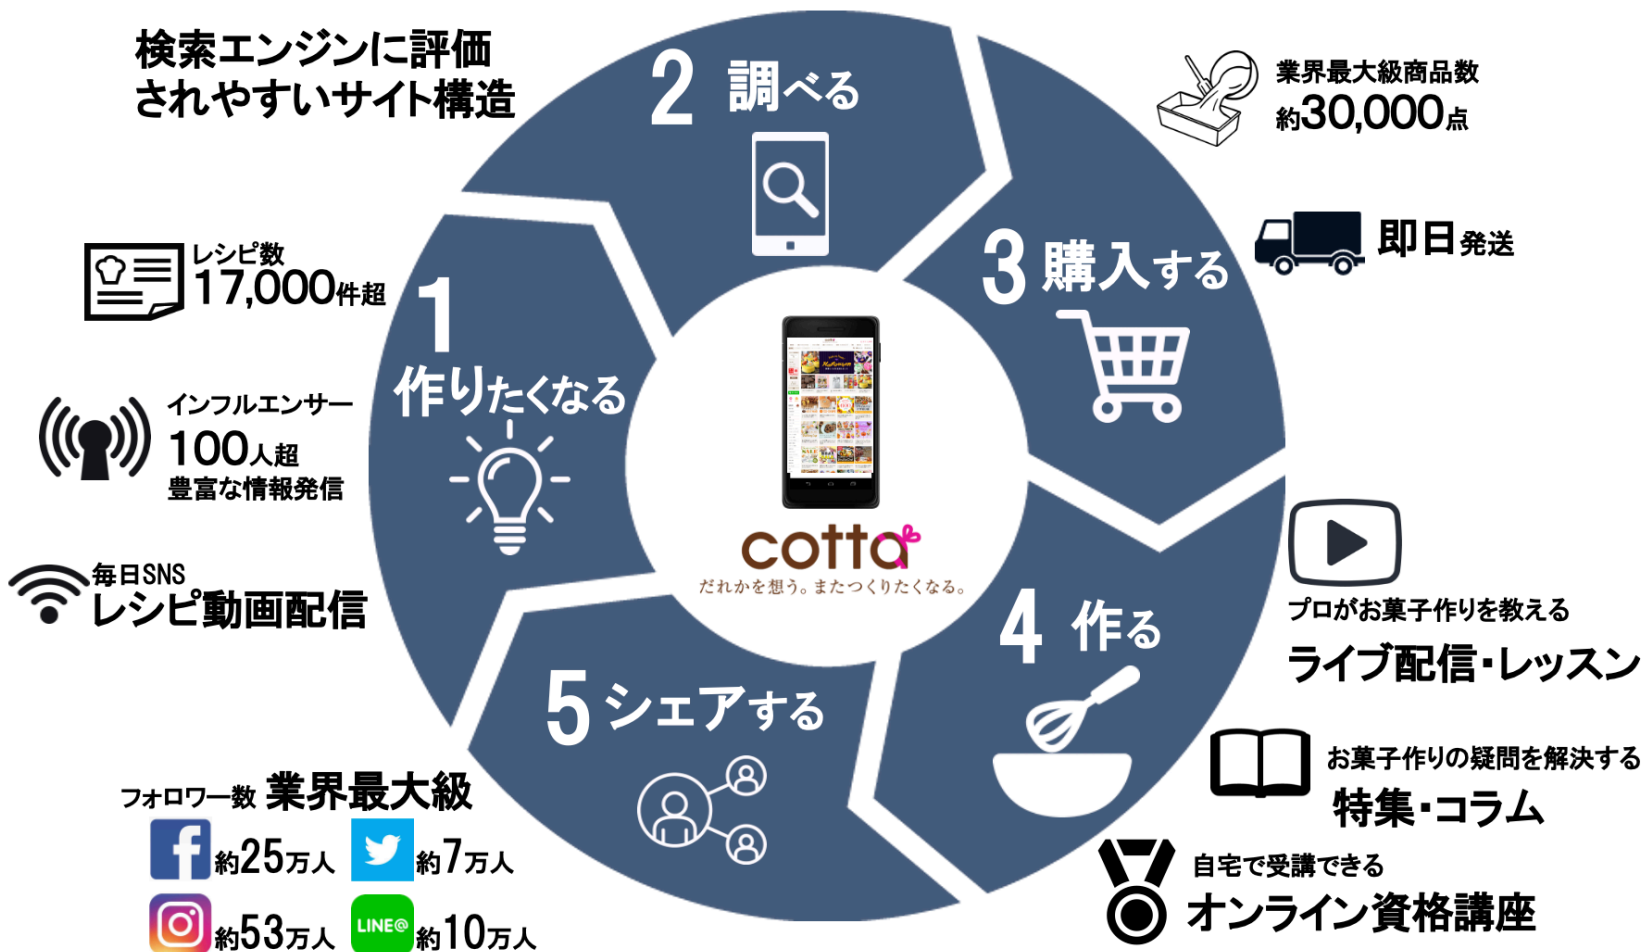 検索エンジンに評価
されやすいサイト構造
レシピ数
17,000件超
インフルエンサー
100人超
豊富な情報発信
毎日SNS
レシピ動画配信
1
作りたくなる
2 調べる
3 購入する
4 作る
5 シェアする
cotta
だれかを想う。またつくりたくなる。
業界最大級商品数
約30,000点
即日発送
プロがお菓子作りを教える
ライブ配信・レッスン
お菓子作りの疑問を解決する
特集・コラム
自宅で受講できる
オンライン資格講座
フォロワー数 業界最大級
約25万人
約7万人
約53万人
LINE@ 約10万人